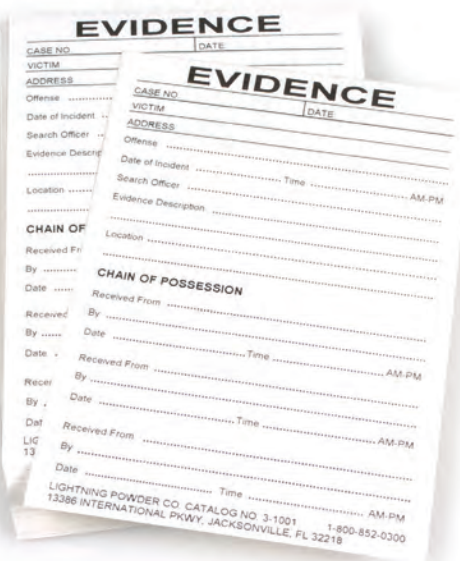 EVIDENCE
CASE NO. DATE
VICTIM
ADDRESS
Offense
Date of Incident
Search Officer
Evidence Descrip
Location
CHAIN OF
Received Fr
By
Date
Received
By
Date
Recei
By
Dat
LIG
13
EVIDENCE
CASE NO. DATE
VICTIM
ADDRESS
Offense
Date of Incident Time AM-PM
Search Officer
Evidence Description
Location
CHAIN OF POSSESSION
Received From
By
Date Time AM-PM
Received From
By
Date Time AM-PM
Received From
By
Date Time AM-PM
LIGHTNING POWDER CO. CATALOG NO. 3-1001 1-800-852-0300
13386 INTERNATIONAL PKWY, JACKSONVILLE, FL 32218